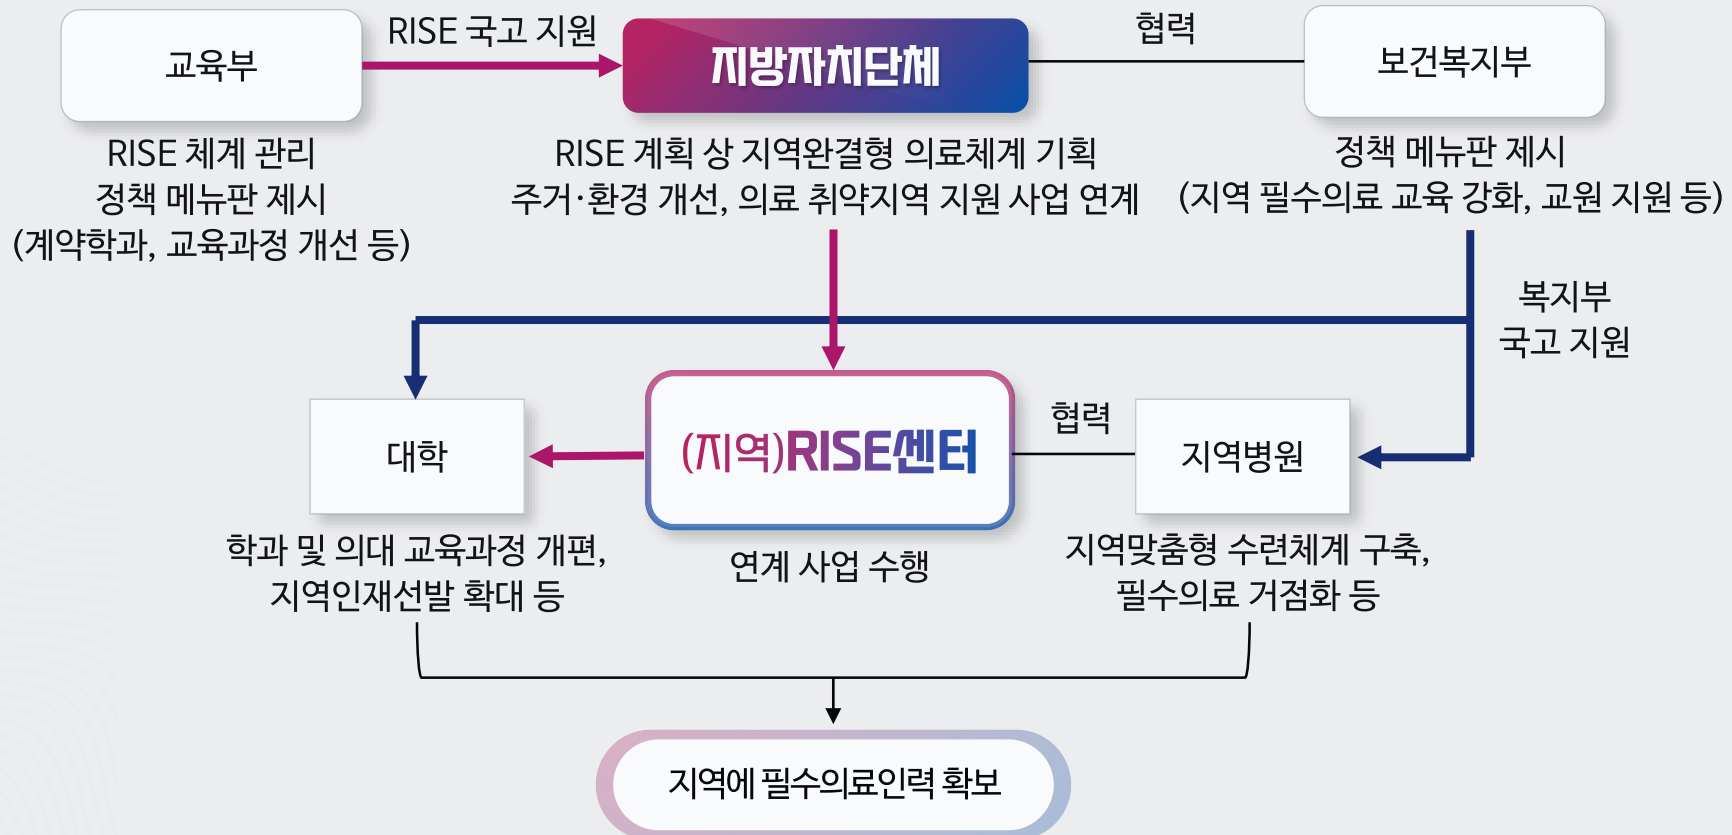 교육부
RISE 국고 지원
지방자치단체
협력
보건복지부
RISE 체계 관리
정책 메뉴판 제시
(계약학과, 교육과정 개선 등)
RISE 계획 상 지역완결형 의료체계 기획
주거·환경 개선, 의료 취약지역 지원 사업 연계
정책 메뉴판 제시
(지역 필수의료 교육 강화, 교원 지원 등)
복지부
국고 지원
대학
(지역)RISE센터
협력
지역병원
학과 및 의대 교육과정 개편,
지역인재선발 확대 등
연계 사업 수행
지역맞춤형 수련체계 구축,
필수의료 거점화 등
지역에 필수의료인력 확보